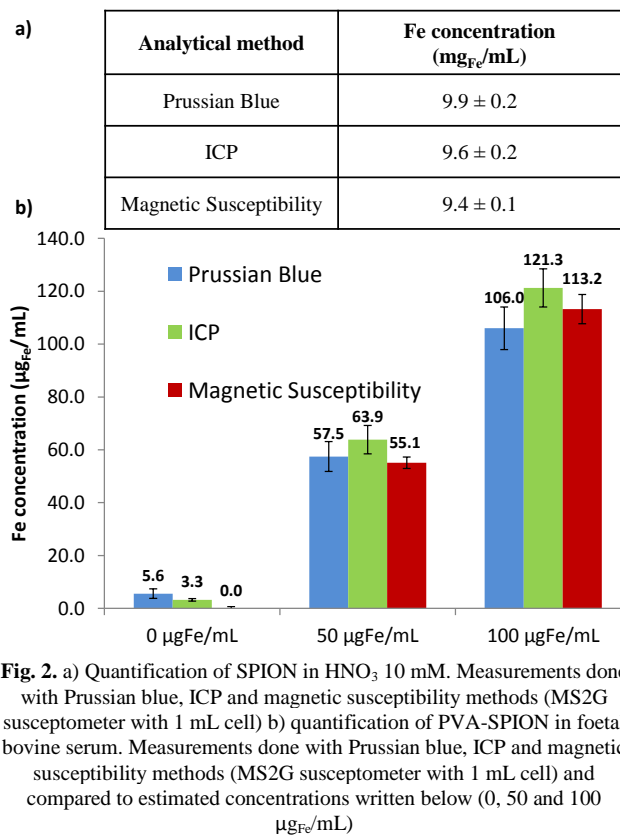 a)
Analytical method Fe concentration
(mgFe/mL)
Prussian Blue 9.9 ± 0.2
ICP 9.6 ± 0.2
Magnetic Susceptibility 9.4 ± 0.1
b)
140.0
120.0
100.0
80.0
60.0
40.0
20.0
0.0
Fe concentration (µgFe/mL)
Prussian Blue
ICP
Magnetic Susceptibility
5.6 3.3 0.0
57.5 63.9 55.1
106.0 121.3 113.2
0 µgFe/mL 50 µgFe/mL 100 µgFe/mL
Fig. 2. a) Quantification of SPION in HNO3 10 mM. Measurements done
with Prussian blue, ICP and magnetic susceptibility methods (MS2G
susceptometer with 1 mL cell) b) quantification of PVA-SPION in foeta
bovine serum. Measurements done with Prussian blue, ICP and magnetic
susceptibility methods (MS2G susceptometer with 1 mL cell) and
compared to estimated concentrations written below (0, 50 and 100
µgFe/mL)